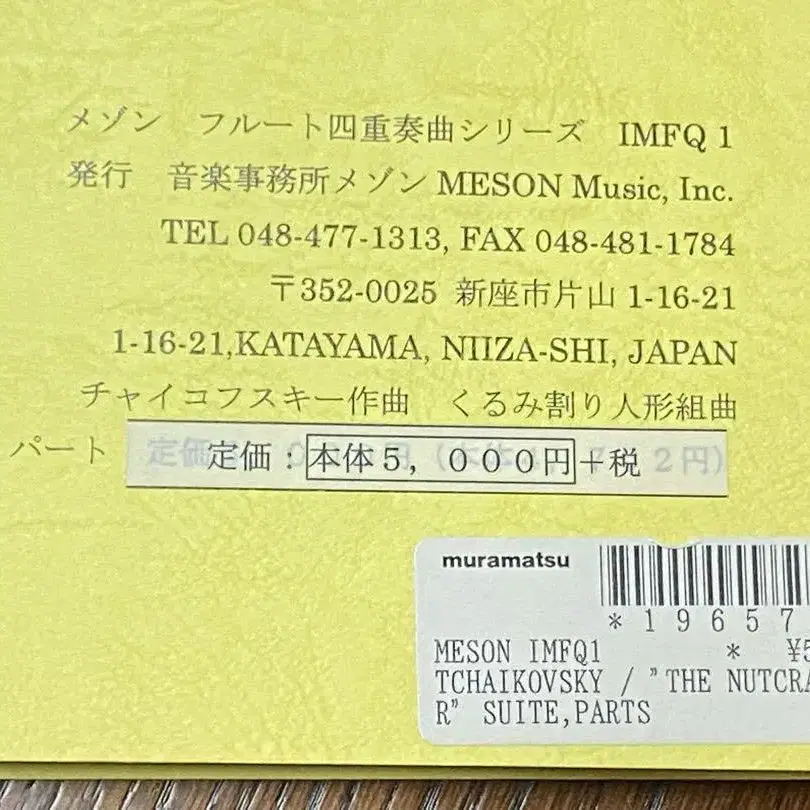 メゾン　フルート四重奏曲シリーズ　IMFQ 1
発行　音楽事務所メゾン MESON Music, Inc.
TEL 048-477-1313, FAX 048-481-1784
〒352-0025 新座市片山 1-16-21
1-16-21,KATAYAMA, NIIZA-SHI, JAPAN
チャイコフスキー作曲　くるみ割り人形組曲
パート 定価：本体5，000円＋税
muramatsu
*19657
MESON IMFQ1 * ¥5
TCHAIKOVSKY / "THE NUTCRA
R" SUITE,PARTS